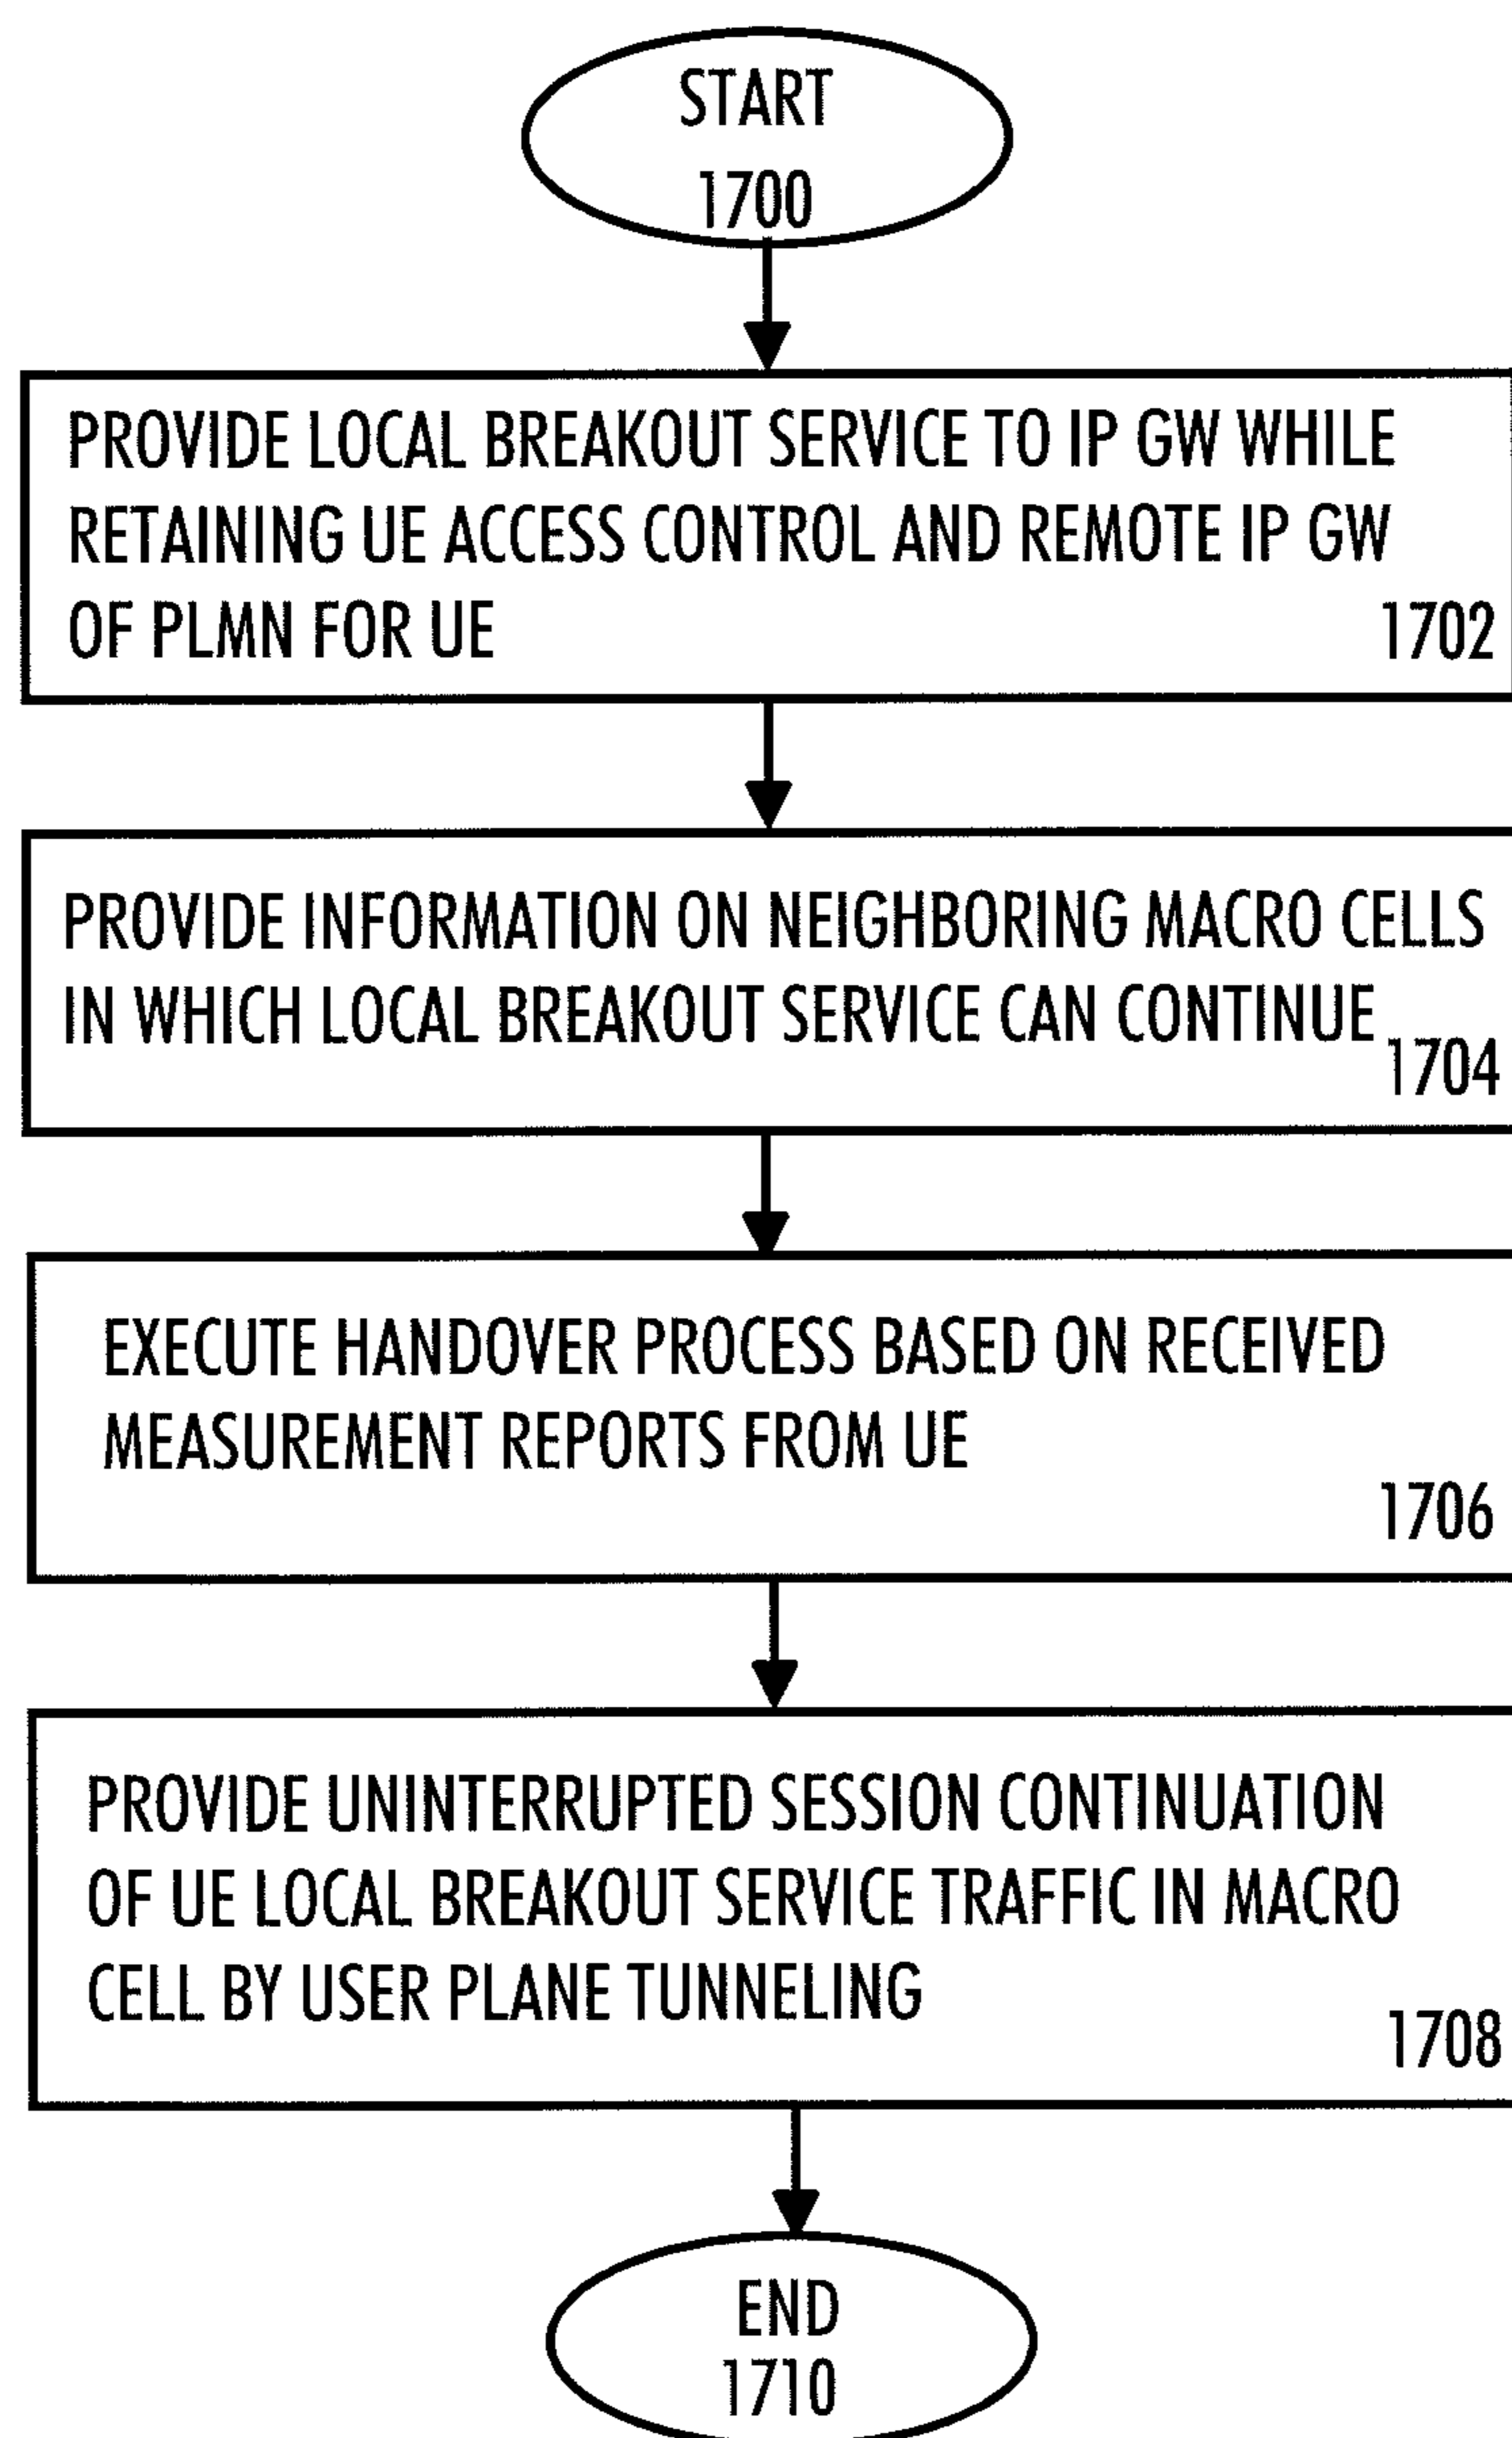 START
1700
PROVIDE LOCAL BREAKOUT SERVICE TO IP GW WHILE
RETAINING UE ACCESS CONTROL AND REMOTE IP GW
OF PLMN FOR UE
1702
PROVIDE INFORMATION ON NEIGHBORING MACRO CELLS
IN WHICH LOCAL BREAKOUT SERVICE CAN CONTINUE
1704
EXECUTE HANDOVER PROCESS BASED ON RECEIVED
MEASUREMENT REPORTS FROM UE
1706
PROVIDE UNINTERRUPTED SESSION CONTINUATION
OF UE LOCAL BREAKOUT SERVICE TRAFFIC IN MACRO
CELL BY USER PLANE TUNNELING
1708
END
1710